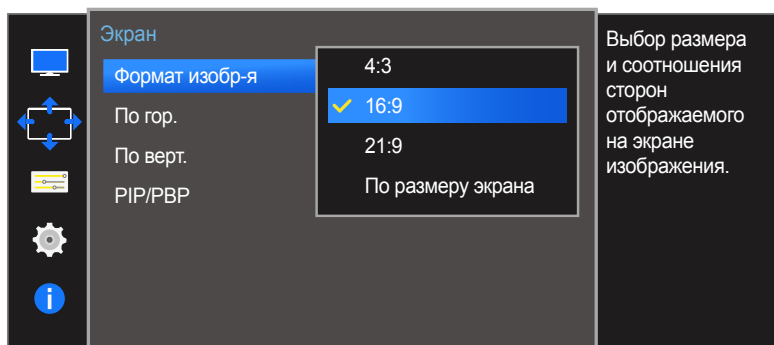 Экран
Формат изобр-я
По гор.
По верт.
PIP/PBP
4:3
16:9
21:9
По размеру экрана
Выбор размера
и соотношения
сторон
отображаемого
на экране
изображения.